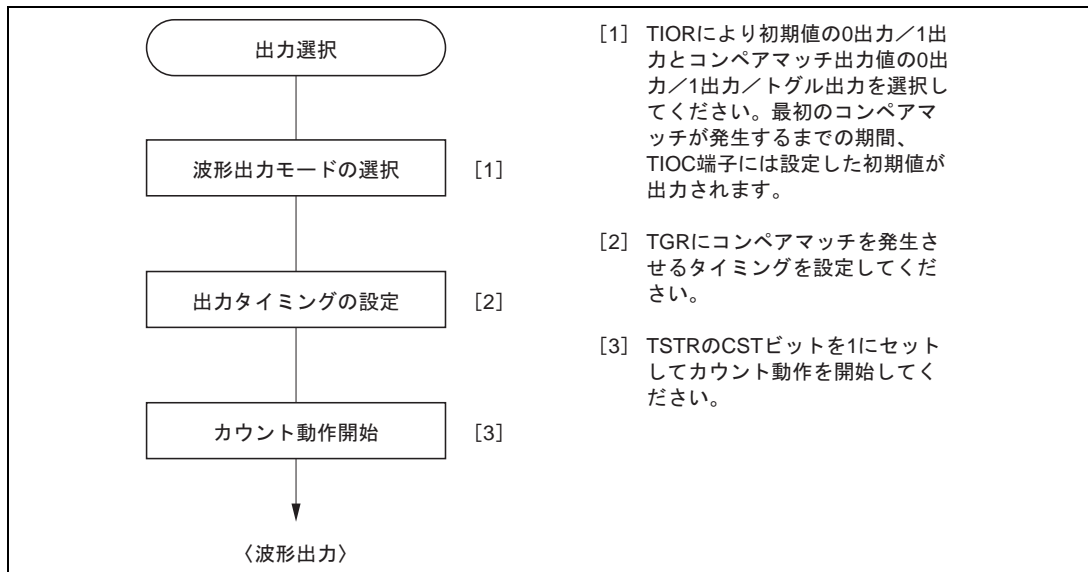 出力選択
波形出力モードの選択 [1]
出力タイミングの設定 [2]
カウント動作開始 [3]
〈波形出力〉
[1] TIORにより初期値の0出力／1出
力とコンペアマッチ出力値の0出
力／1出力／トグル出力を選択し
てください。最初のコンペアマ
ッチが発生するまでの期間、
TIOC端子には設定した初期値が
出力されます。
[2] TGRにコンペアマッチを発生さ
せるタイミングを設定してくだ
さい。
[3] TSTRのCSTビットを1にセット
してカウント動作を開始してく
ださい。